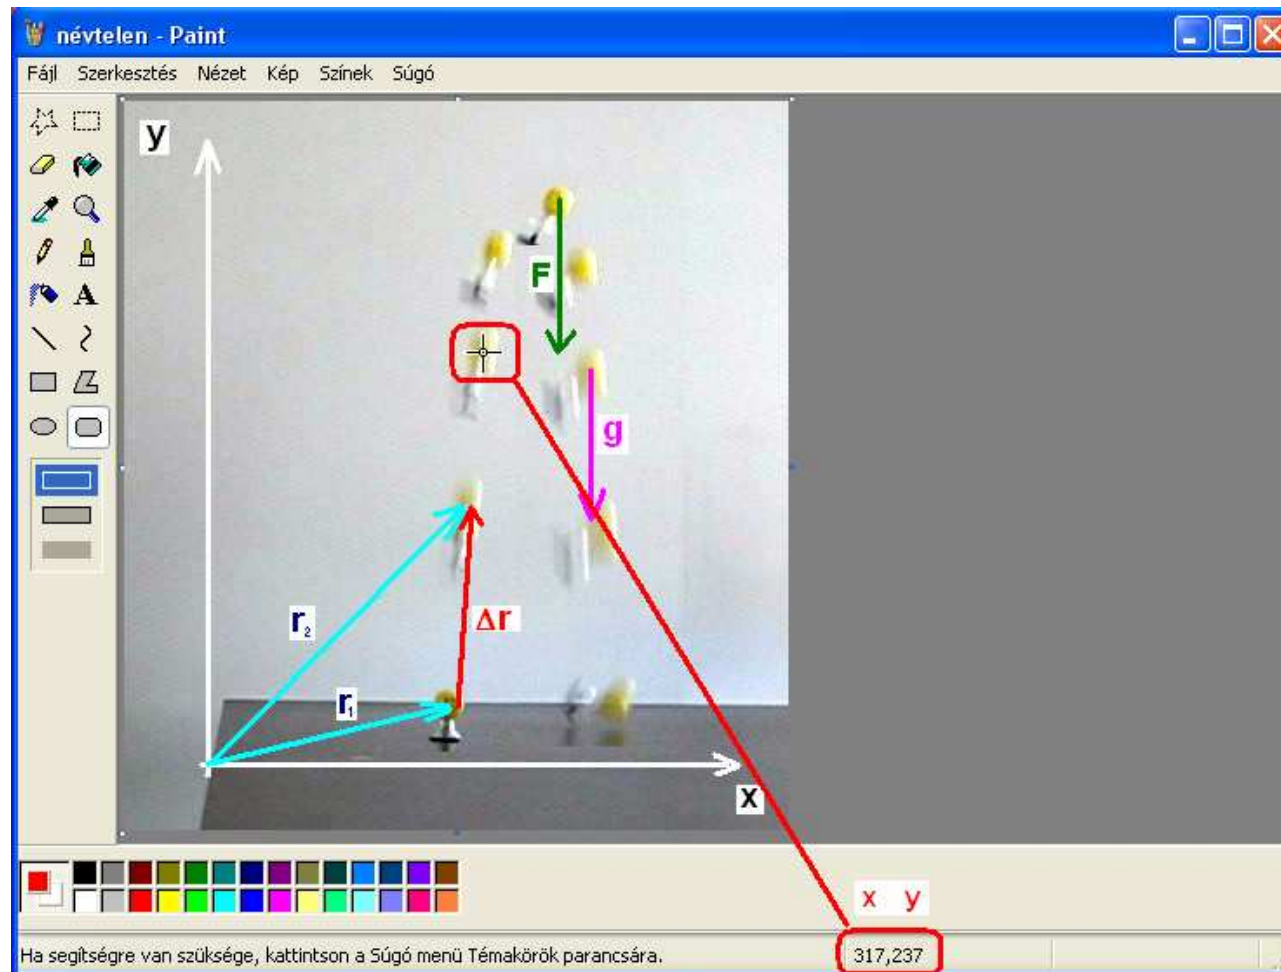 névtelen - Paint
Fájl Szerkesztés Nézet Kép Színek Súgó
A
y
F
g
r₂
Δr
r₁
x
x y
Ha segítségre van szüksége, kattintson a Súgó menü Témakörök parancsára.
317,237